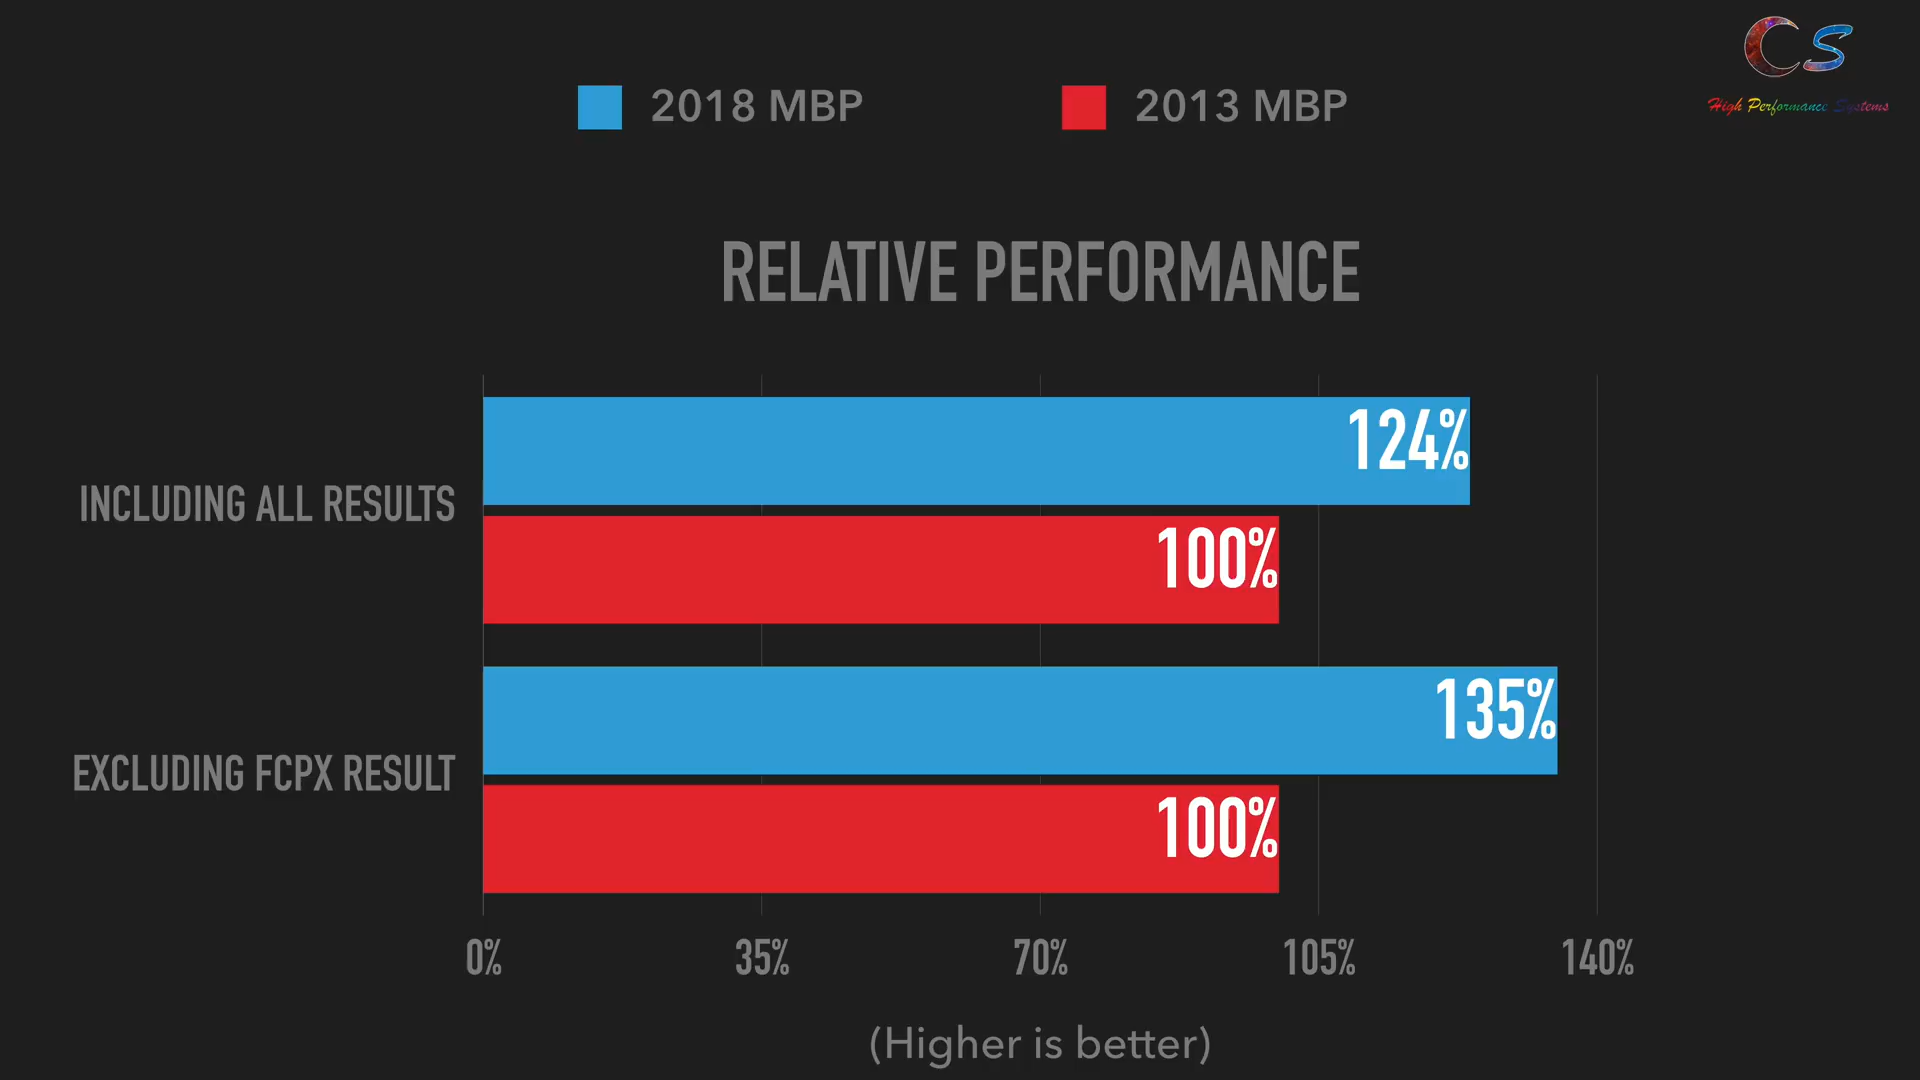 CS
High Performance Systems
2018 MBP
2013 MBP
RELATIVE PERFORMANCE
INCLUDING ALL RESULTS
124%
100%
EXCLUDING FCPX RESULT
135%
100%
0% 35% 70% 105% 140%
(Higher is better)